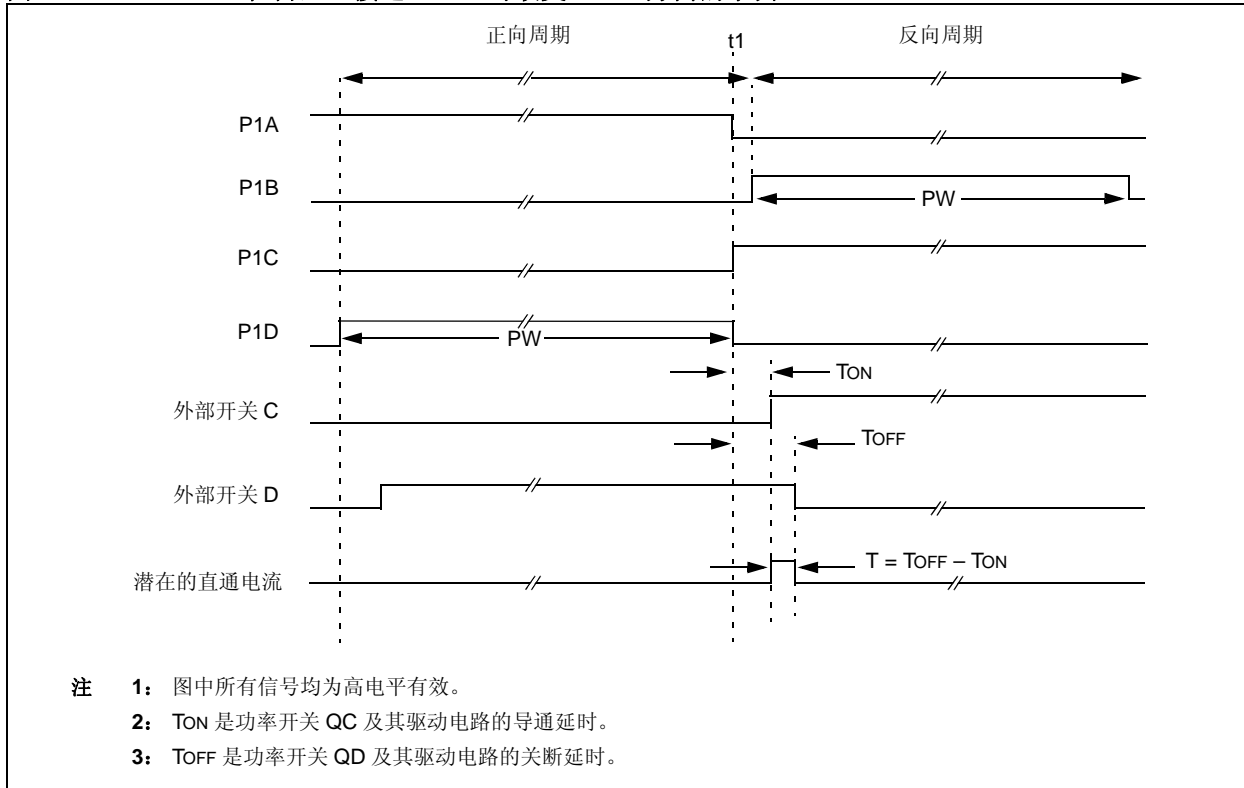 正向周期
t1
反向周期
P1A
P1B
PW
P1C
P1D
PW
TON
外部开关 C
TOFF
外部开关 D
T = TOFF – TON
潜在的直通电流
注 1： 图中所有信号均为高电平有效。
2： TON 是功率开关 QC 及其驱动电路的导通延时。
3： TOFF 是功率开关 QD 及其驱动电路的关断延时。